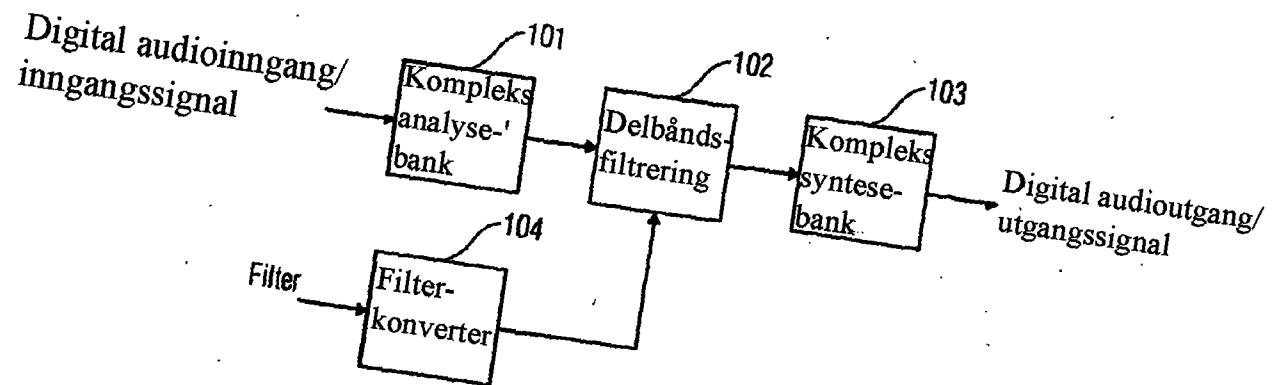 Digital audioinngang/
inngangssignal
101
Kompleks
analyse-
bank
102
Delbånds-
filtrering
103
Kompleks
syntese-
bank
Digital audioutgang/
utgangssignal
104
Filter
Filter-
konverter